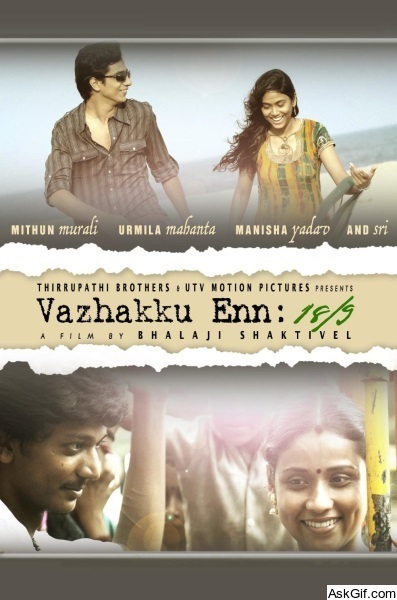 MITHUN murali URMILA mahanta MANISHA yadav AND sri
THIRRUPATHI BROTHERS & UTV MOTION PICTURES PRESENTS
Vazhakku Enn: 18/9
A FILM BY BHALAJI SHAKTIVEL
AskGif.com